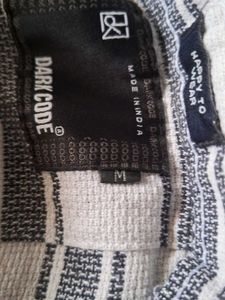 DARK CODE®
MADE IN INDIA
M
HAPPY TO
WEAR